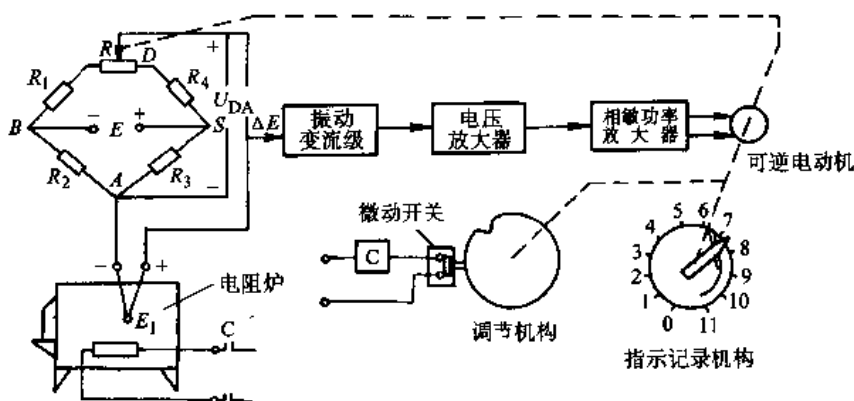 R
D
+
R1
R4
UDA
B
−
E
+
S
ΔE
振动
变流级
电压
放大器
相敏功率
放大器
可逆电动机
R2
A
R3
−
微动开关
C
调节机构
−
+
电阻炉
E1
C
0
1
2
3
4
5
6
7
8
9
10
11
指示记录机构